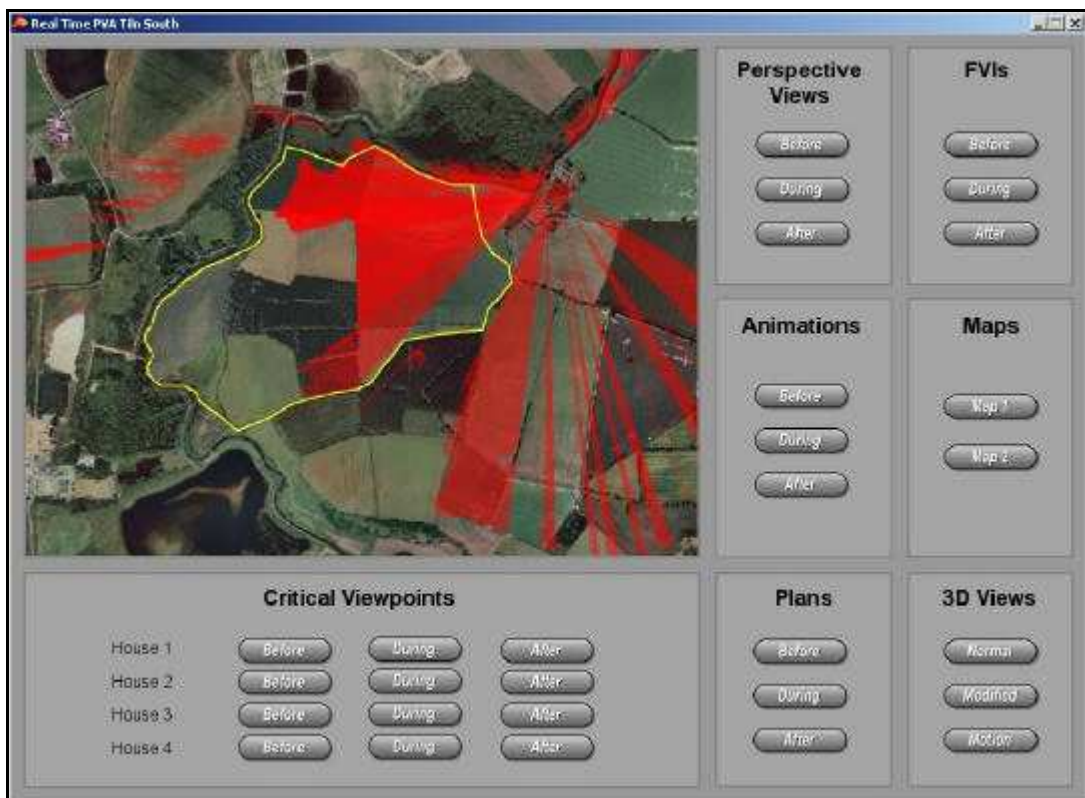 Real Time PVA Tiln South
Perspective
Views
Before
During
After
FVIs
Before
During
After
Animations
Before
During
After
Maps
Map 1
Map 2
Critical Viewpoints
House 1 Before During After
House 2 Before During After
House 3 Before During After
House 4 Before During After
Plans
Before
During
After
3D Views
Normal
Modified
Motion